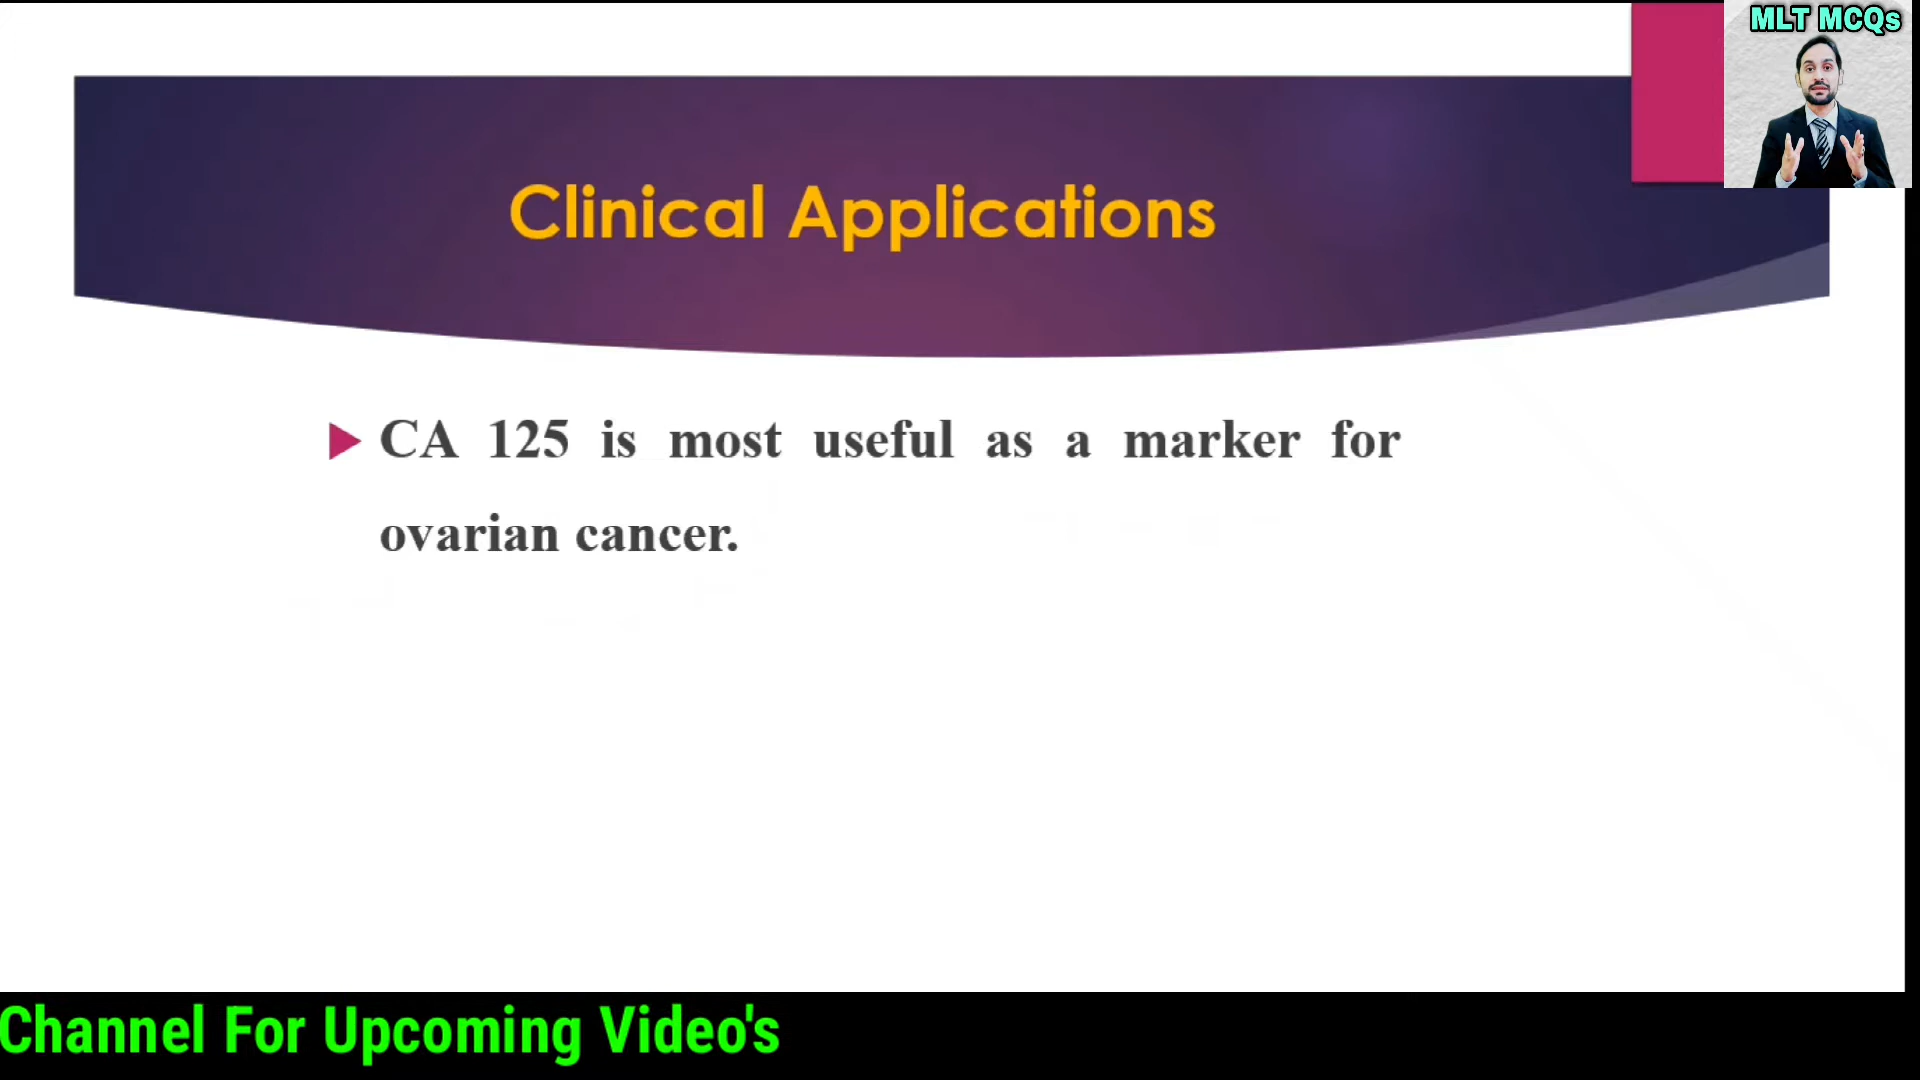 MLT MCQs
Clinical Applications
CA 125 is most useful as a marker for
ovarian cancer.
Channel For Upcoming Video's